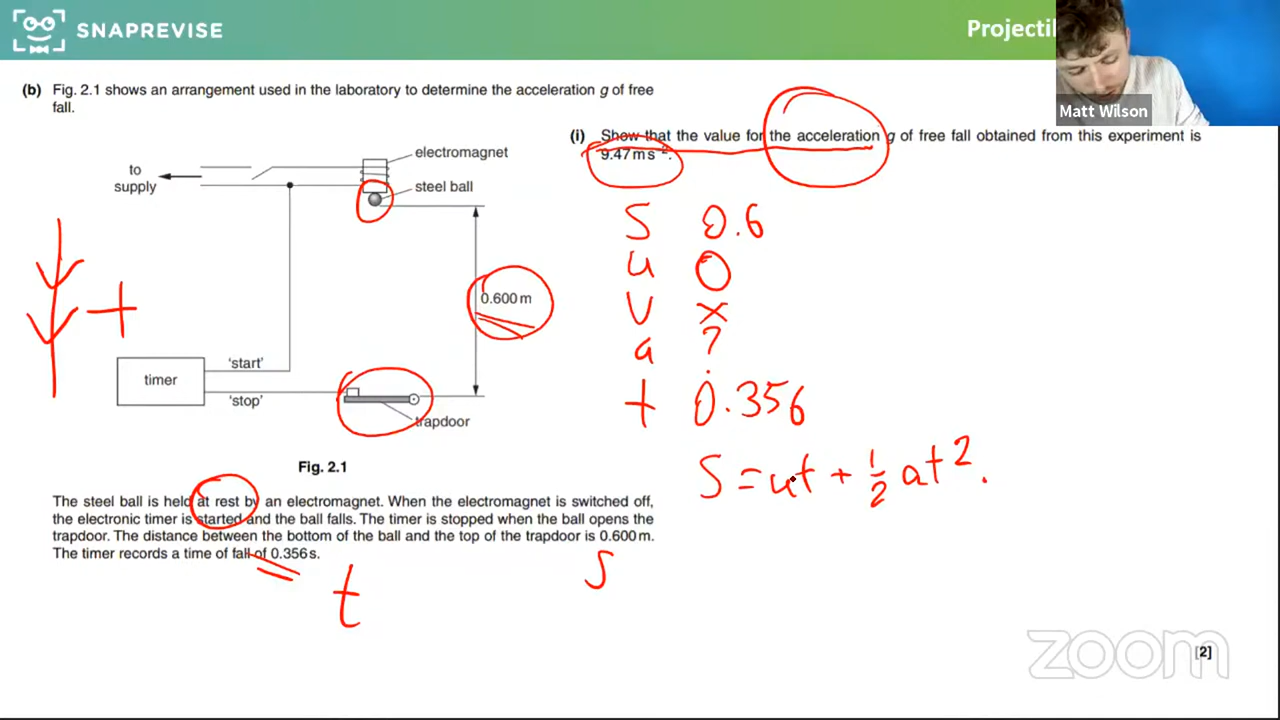 SNAPREVISE
Projectil
Matt Wilson
(b) Fig. 2.1 shows an arrangement used in the laboratory to determine the acceleration g of free
fall.
(i) Show that the value for the acceleration g of free fall obtained from this experiment is
9.47 m s⁻².
electromagnet
to
supply
steel ball
0.600 m
+
timer
'start'
'stop'
trapdoor
Fig. 2.1
The steel ball is held at rest by an electromagnet. When the electromagnet is switched off,
the electronic timer is started and the ball falls. The timer is stopped when the ball opens the
trapdoor. The distance between the bottom of the ball and the top of the trapdoor is 0.600 m.
The timer records a time of fall of 0.356 s.
t
s
S 0.6
u 0
v x
a ?
t 0.356
S = ut + 1/2 at².
zoom
[2]